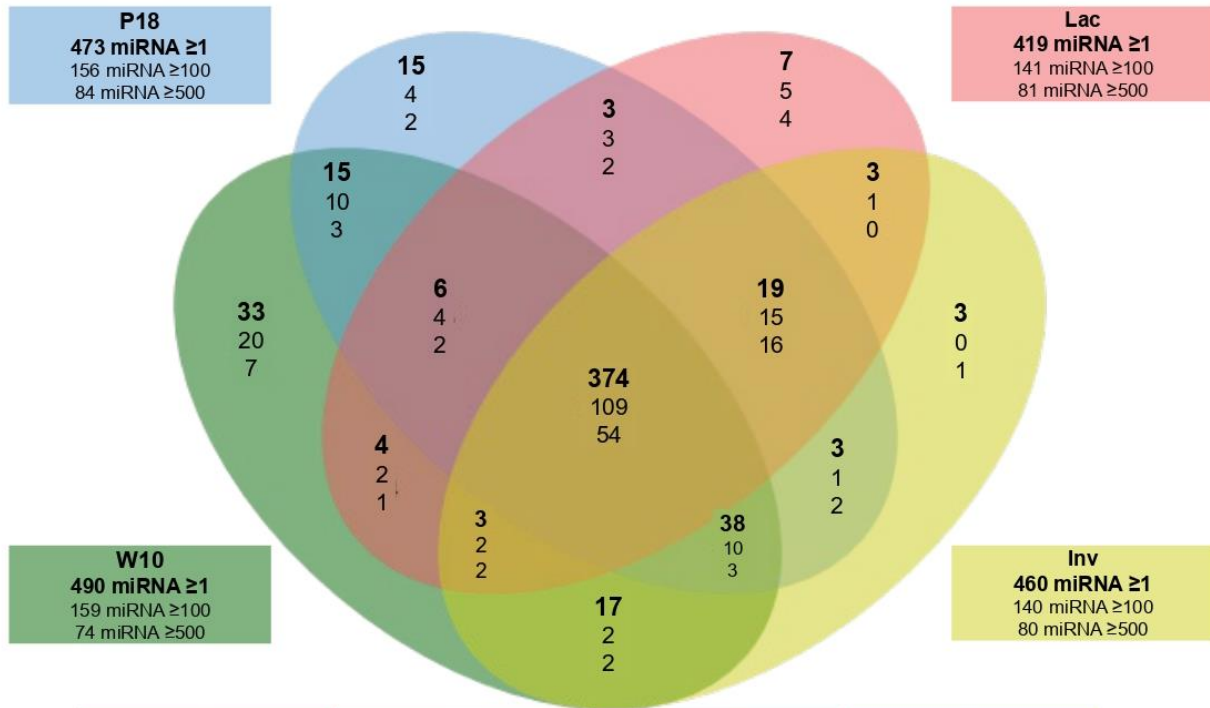 P18
473 miRNA ≥1
156 miRNA ≥100
84 miRNA ≥500
Lac
419 miRNA ≥1
141 miRNA ≥100
81 miRNA ≥500
15
4
2
7
5
4
3
3
2
15
10
3
3
1
0
33
20
7
6
4
2
19
15
16
3
0
1
374
109
54
4
2
1
3
1
2
3
2
2
38
10
3
17
2
2
W10
490 miRNA ≥1
159 miRNA ≥100
74 miRNA ≥500
Inv
460 miRNA ≥1
140 miRNA ≥100
80 miRNA ≥500